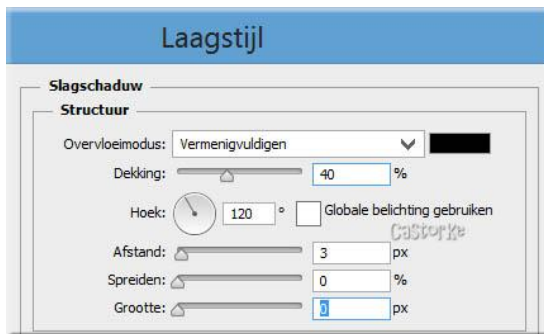 Laagstijl
Slagschaduw
Structuur
Overvloeimodus: Vermenigvuldigen
Dekking: 40 %
Hoek: 120 ° Globale belichting gebruiken
Castorke
Afstand: 3 px
Spreiden: 0 %
Grootte: 0 px